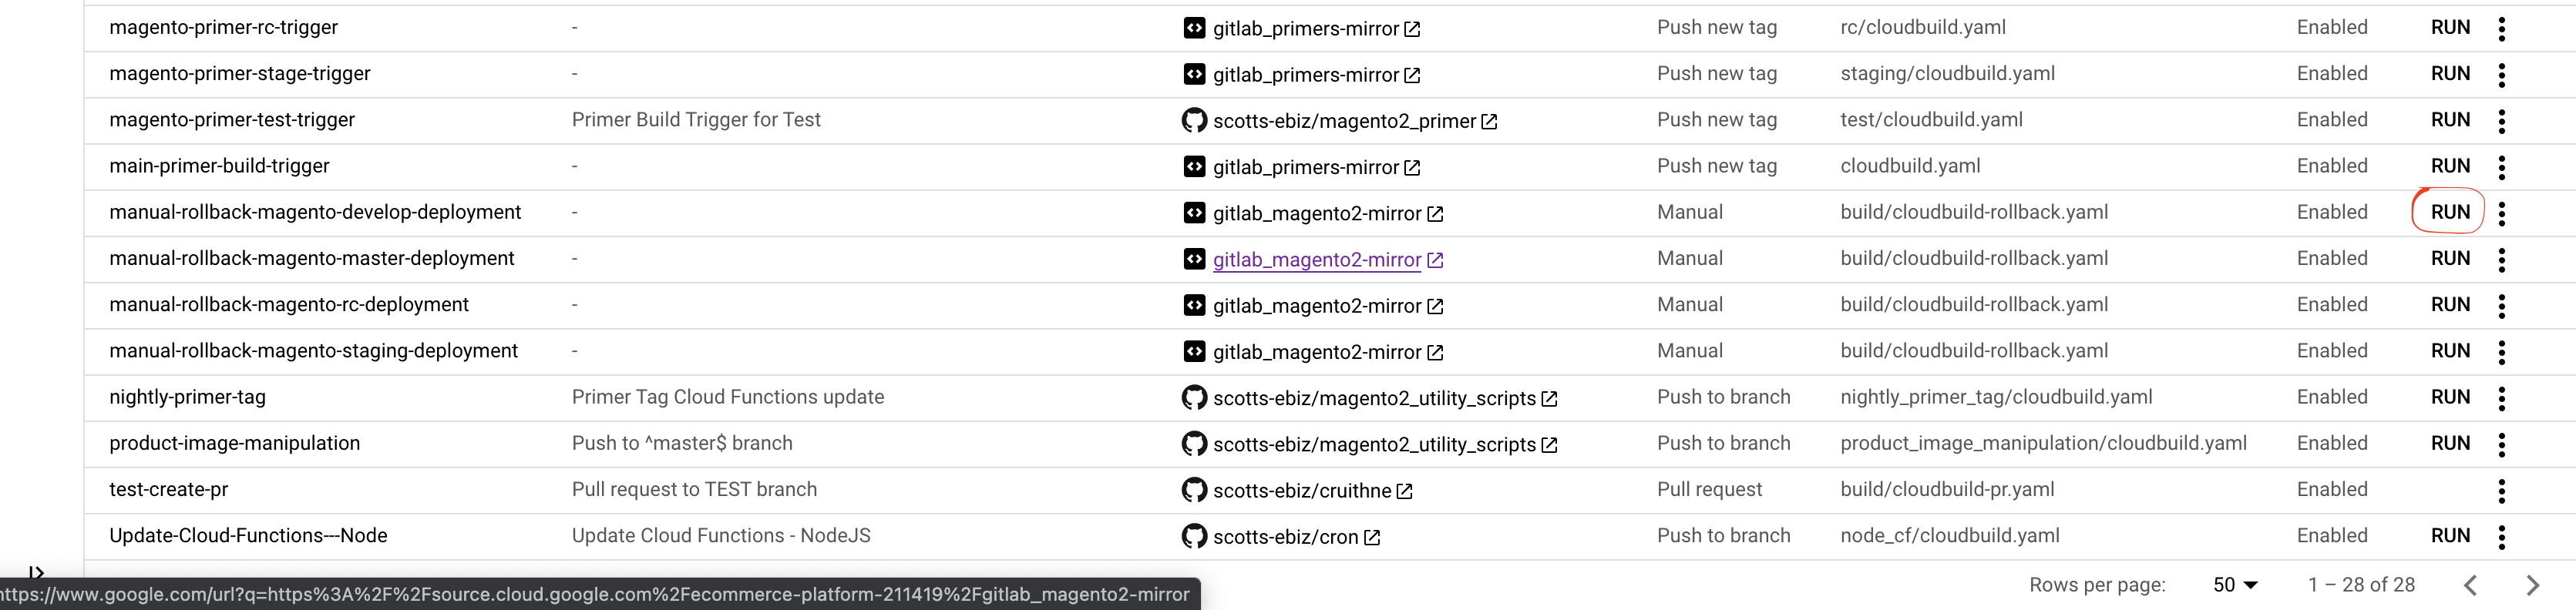 magento-primer-rc-trigger - gitlab_primers-mirror Push new tag rc/cloudbuild.yaml Enabled RUN
magento-primer-stage-trigger - gitlab_primers-mirror Push new tag staging/cloudbuild.yaml Enabled RUN
magento-primer-test-trigger Primer Build Trigger for Test scotts-ebiz/magento2_primer Push new tag test/cloudbuild.yaml Enabled RUN
main-primer-build-trigger - gitlab_primers-mirror Push new tag cloudbuild.yaml Enabled RUN
manual-rollback-magento-develop-deployment - gitlab_magento2-mirror Manual build/cloudbuild-rollback.yaml Enabled RUN
manual-rollback-magento-master-deployment - gitlab_magento2-mirror Manual build/cloudbuild-rollback.yaml Enabled RUN
manual-rollback-magento-rc-deployment - gitlab_magento2-mirror Manual build/cloudbuild-rollback.yaml Enabled RUN
manual-rollback-magento-staging-deployment - gitlab_magento2-mirror Manual build/cloudbuild-rollback.yaml Enabled RUN
nightly-primer-tag Primer Tag Cloud Functions update scotts-ebiz/magento2_utility_scripts Push to branch nightly_primer_tag/cloudbuild.yaml Enabled RUN
product-image-manipulation Push to ^master$ branch scotts-ebiz/magento2_utility_scripts Push to branch product_image_manipulation/cloudbuild.yaml Enabled RUN
test-create-pr Pull request to TEST branch scotts-ebiz/cruithne Pull request build/cloudbuild-pr.yaml Enabled
Update-Cloud-Functions---Node Update Cloud Functions - NodeJS scotts-ebiz/cron Push to branch node_cf/cloudbuild.yaml Enabled RUN
Rows per page: 50 1 – 28 of 28
https://www.google.com/url?q=https%3A%2F%2Fsource.cloud.google.com%2Fecommerce-platform-211419%2Fgitlab_magento2-mirror